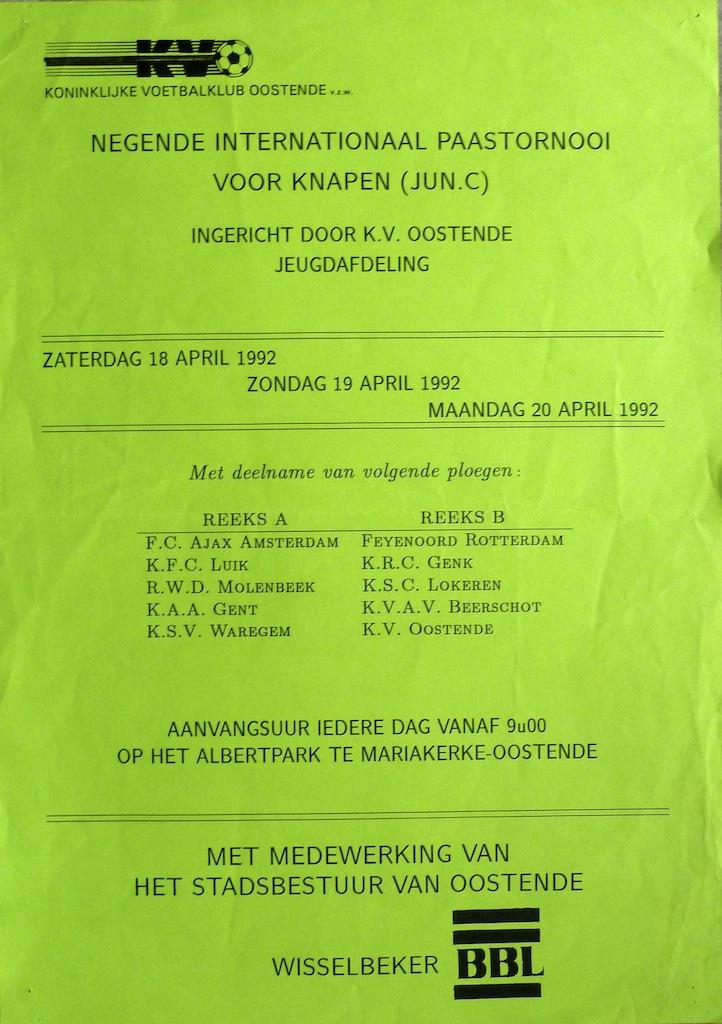 KVO
KONINKLIJKE VOETBALKLUB OOSTENDE v.z.w.
NEGENDE INTERNATIONAAL PAASTORNOOI
VOOR KNAPEN (JUN.C)
INGERICHT DOOR K.V. OOSTENDE
JEUGDAFDELING
ZATERDAG 18 APRIL 1992
ZONDAG 19 APRIL 1992
MAANDAG 20 APRIL 1992
Met deelname van volgende ploegen:
REEKS A REEKS B
F.C. AJAX AMSTERDAM FEYENOORD ROTTERDAM
K.F.C. LUIK K.R.C. GENK
R.W.D. MOLENBEEK K.S.C. LOKEREN
K.A.A. GENT K.V.A.V. BEERSCHOT
K.S.V. WAREGEM K.V. OOSTENDE
AANVANGSUUR IEDERE DAG VANAF 9u00
OP HET ALBERTPARK TE MARIAKERKE-OOSTENDE
MET MEDEWERKING VAN
HET STADSBESTUUR VAN OOSTENDE
WISSELBEKER BBL